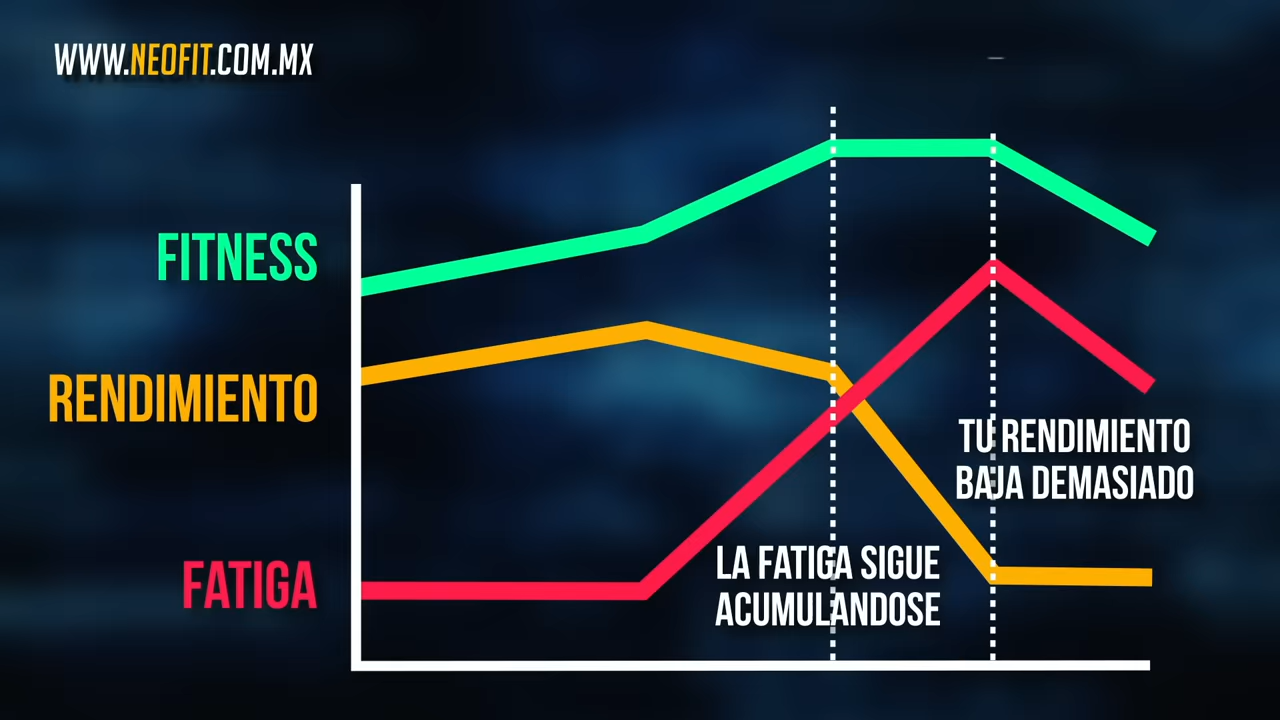 WWW.NEOFIT.COM.MX
FITNESS
RENDIMIENTO
FATIGA
TU RENDIMIENTO
BAJA DEMASIADO
LA FATIGA SIGUE
ACUMULANDOSE